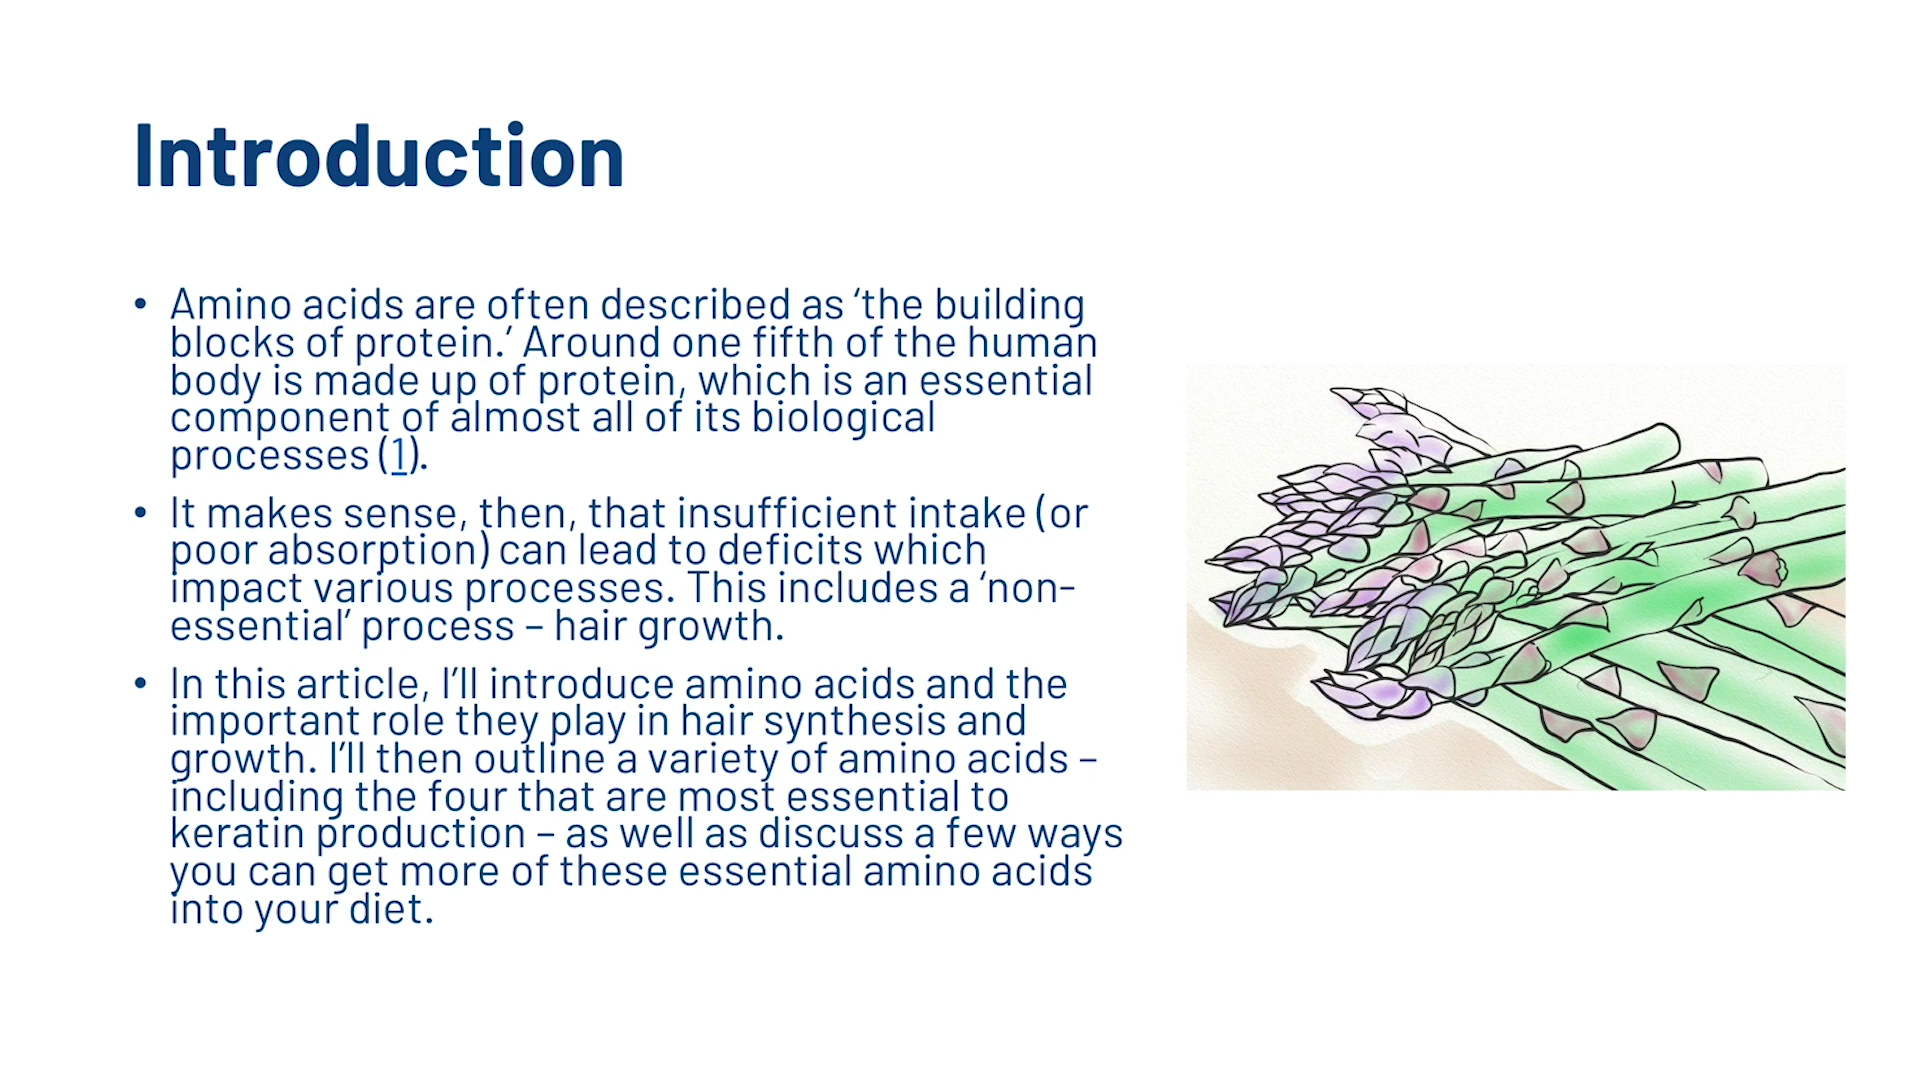 Introduction
• Amino acids are often described as ‘the building
blocks of protein.’ Around one fifth of the human
body is made up of protein, which is an essential
component of almost all of its biological
processes (1).
• It makes sense, then, that insufficient intake (or
poor absorption) can lead to deficits which
impact various processes. This includes a ‘non-
essential’ process – hair growth.
• In this article, I’ll introduce amino acids and the
important role they play in hair synthesis and
growth. I’ll then outline a variety of amino acids –
including the four that are most essential to
keratin production – as well as discuss a few ways
you can get more of these essential amino acids
into your diet.